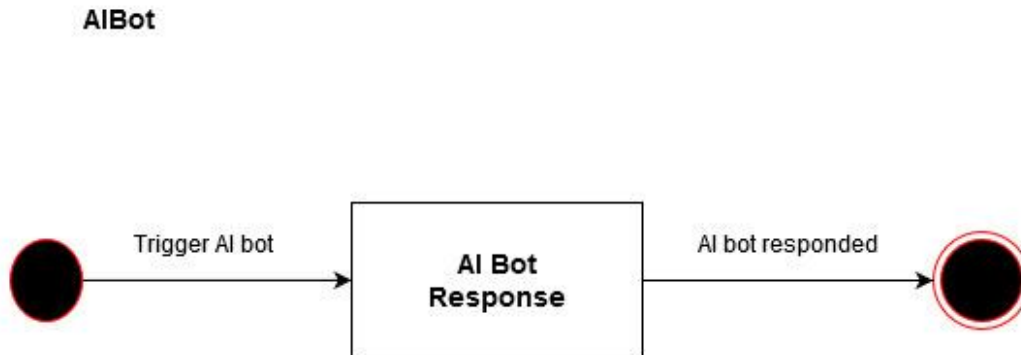 AIBot
Trigger AI bot
AI Bot
Response
AI bot responded